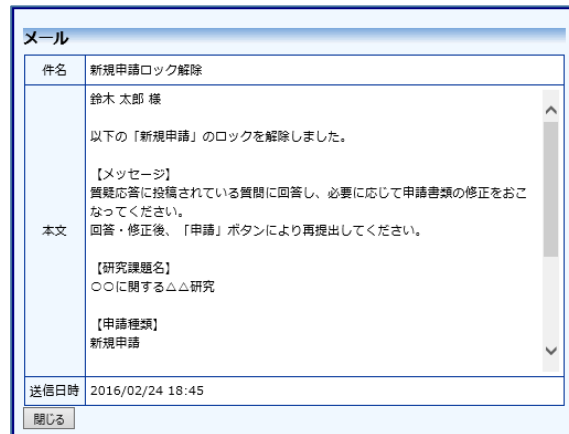 メール
件名 新規申請ロック解除
鈴木 太郎 様
以下の「新規申請」のロックを解除しました。
【メッセージ】
質疑応答に投稿されている質問に回答し、必要に応じて申請書類の修正をおこ
なってください。
本文 回答・修正後、「申請」ボタンにより再提出してください。
【研究課題名】
○○に関する△△研究
【申請種類】
新規申請
送信日時 2016/02/24 18:45
閉じる